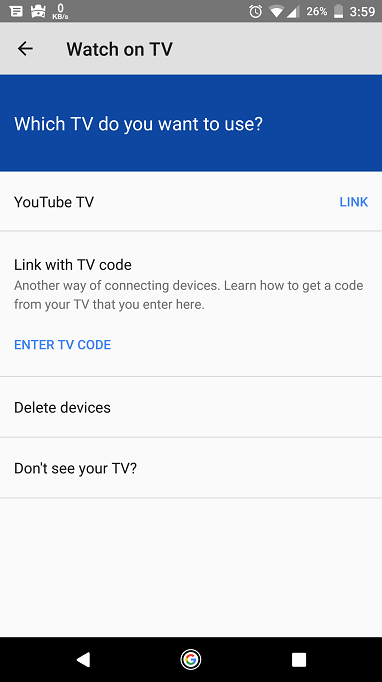 0
KB/s
26%
3:59
Watch on TV
Which TV do you want to use?
YouTube TV
LINK
Link with TV code
Another way of connecting devices. Learn how to get a code
from your TV that you enter here.
ENTER TV CODE
Delete devices
Don't see your TV?